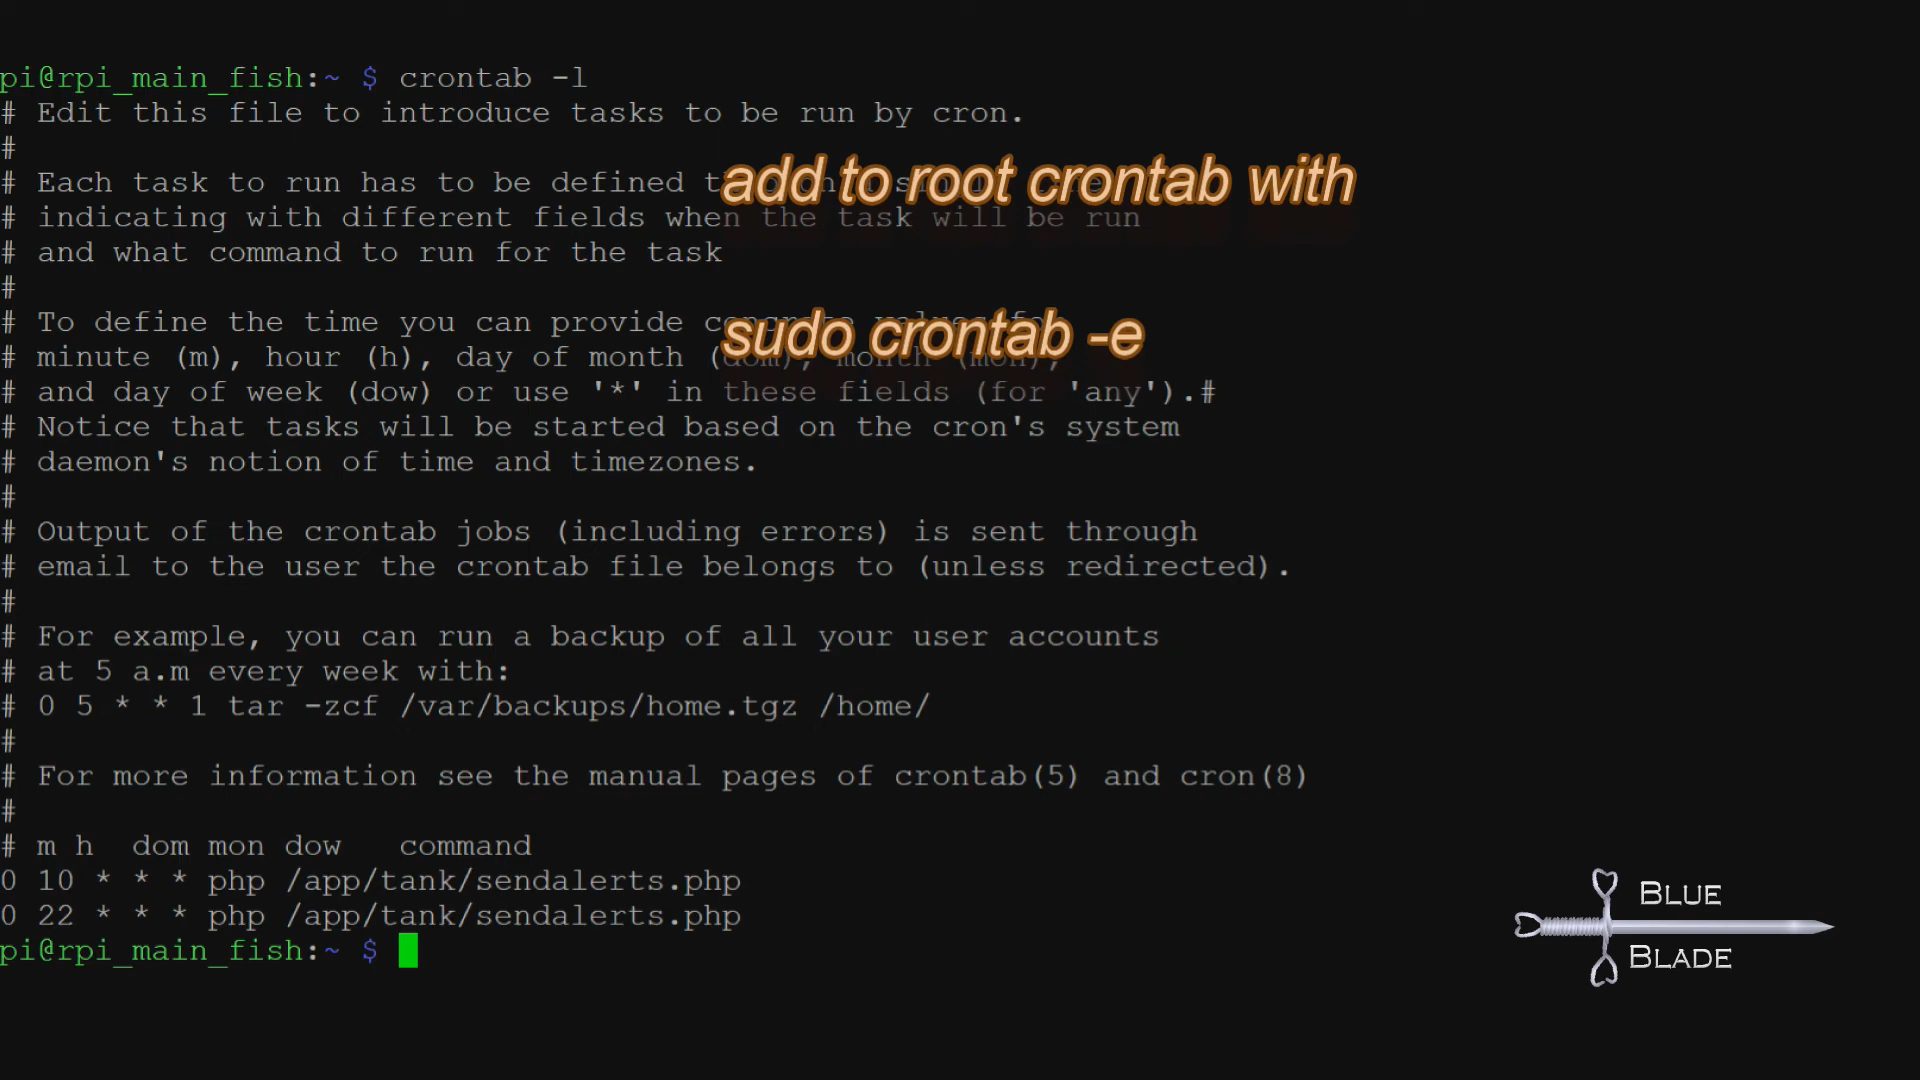 pi@rpi_main_fish:~ $ crontab -l
# Edit this file to introduce tasks to be run by cron.
#
# Each task to run has to be defined
add to root crontab with
# indicating with different fields when the task will be run
# and what command to run for the task
#
# To define the time you can provide
sudo crontab -e
# minute (m), hour (h), day of month (dom), month (mon),
# and day of week (dow) or use '*' in these fields (for 'any').#
# Notice that tasks will be started based on the cron's system
# daemon's notion of time and timezones.
#
# Output of the crontab jobs (including errors) is sent through
# email to the user the crontab file belongs to (unless redirected).
#
# For example, you can run a backup of all your user accounts
# at 5 a.m every week with:
# 0 5 * * 1 tar -zcf /var/backups/home.tgz /home/
#
# For more information see the manual pages of crontab(5) and cron(8)
#
# m h  dom mon dow   command
0 10 * * * php /app/tank/sendalerts.php
0 22 * * * php /app/tank/sendalerts.php
pi@rpi_main_fish:~ $
BLUE
BLADE